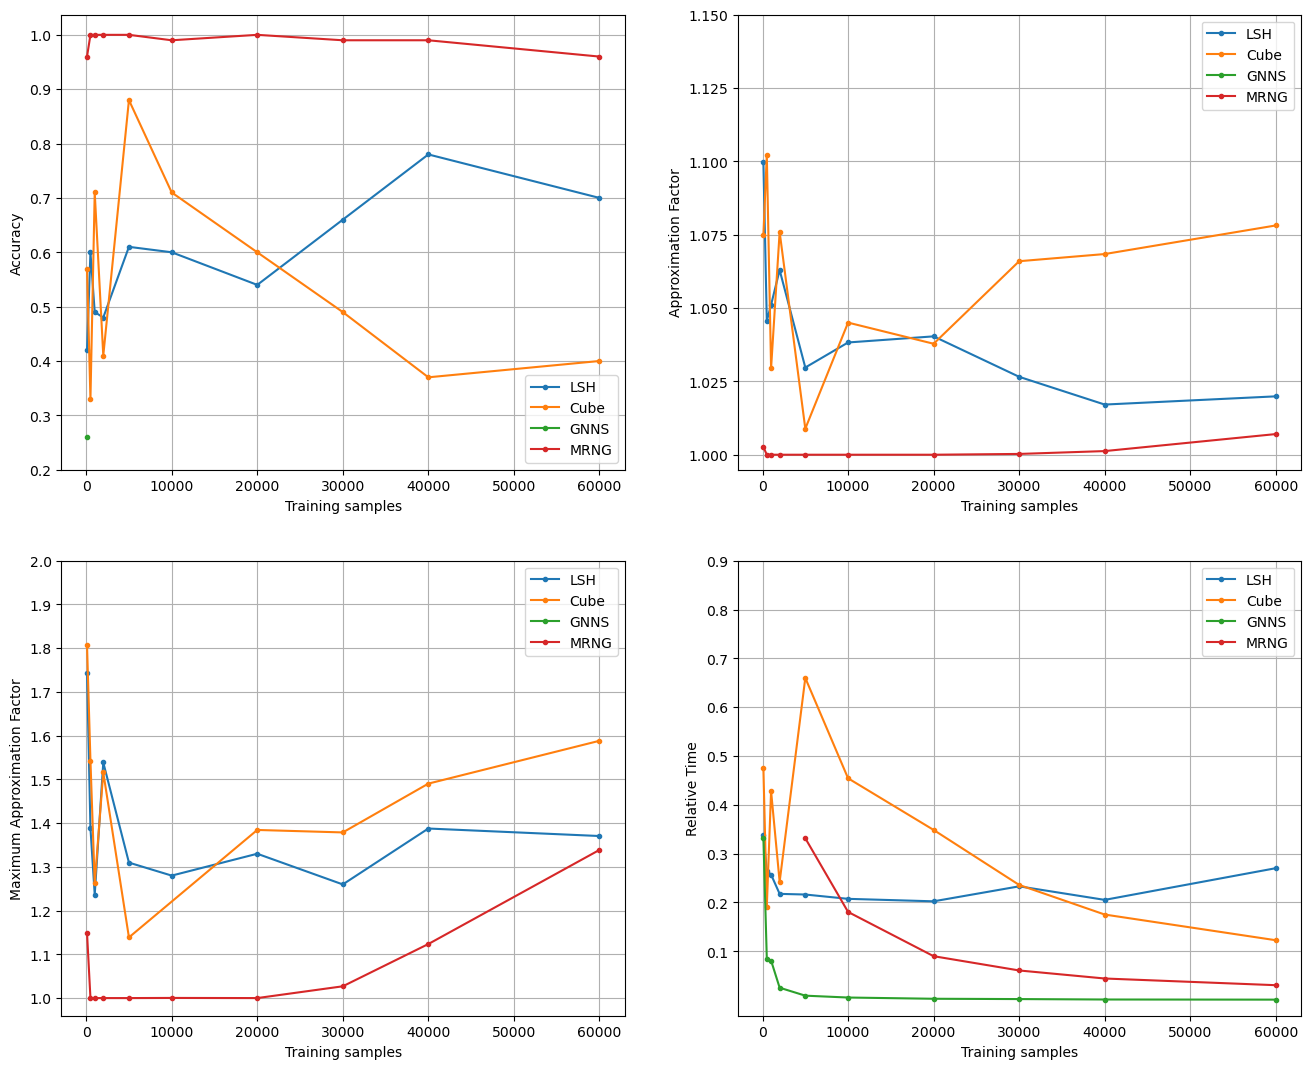 Accuracy
1.0
0.9
0.8
0.7
0.6
0.5
0.4
0.3
0.2
0 10000 20000 30000 40000 50000 60000
Training samples
LSH
Cube
GNNS
MRNG
Approximation Factor
1.150
1.125
1.100
1.075
1.050
1.025
1.000
0 10000 20000 30000 40000 50000 60000
Training samples
LSH
Cube
GNNS
MRNG
Maximum Approximation Factor
2.0
1.9
1.8
1.7
1.6
1.5
1.4
1.3
1.2
1.1
1.0
0 10000 20000 30000 40000 50000 60000
Training samples
LSH
Cube
GNNS
MRNG
Relative Time
0.9
0.8
0.7
0.6
0.5
0.4
0.3
0.2
0.1
0 10000 20000 30000 40000 50000 60000
Training samples
LSH
Cube
GNNS
MRNG